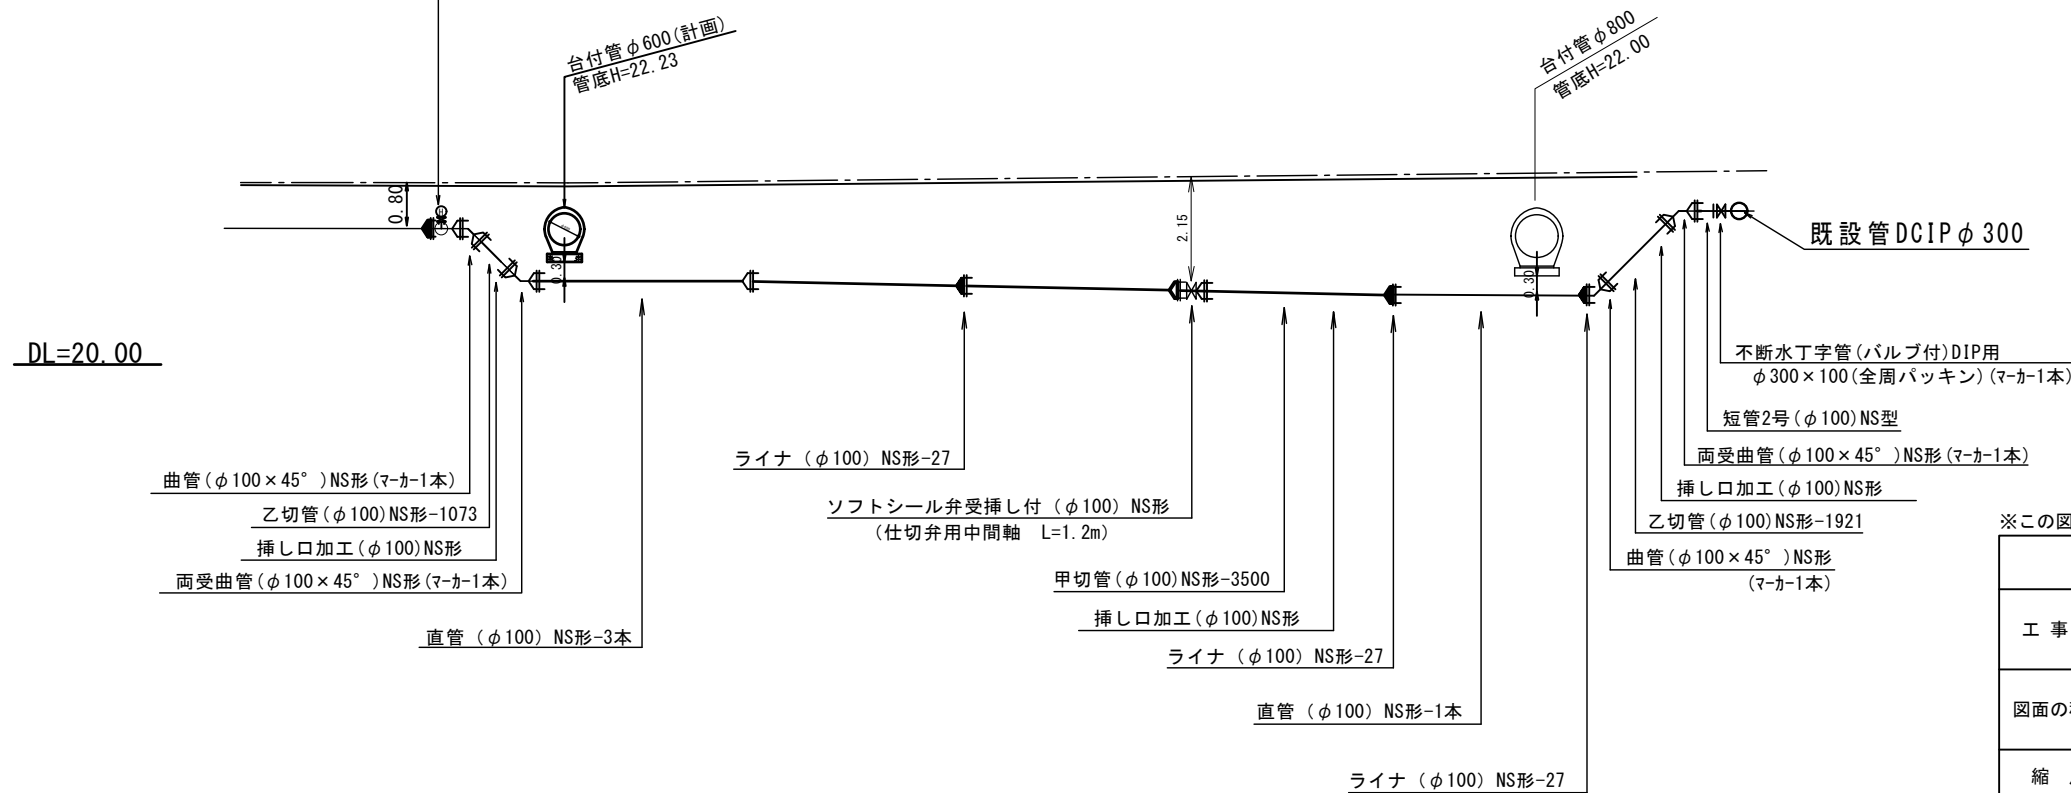 台付管φ600(計画)
管底H=22.23
台付管φ800
管底H=22.00
0.80
2.15
0.30
0.30
既設管DCIPφ300
DL=20.00
不断水丁字管(バルブ付)DIP用
φ300×100(全周パッキン)(マーカー1本)
短管2号(φ100)NS型
両受曲管(φ100×45°)NS形(マーカー1本)
挿し口加工(φ100)NS形
乙切管(φ100)NS形-1921
曲管(φ100×45°)NS形
(マーカー1本)
ライナ (φ100) NS形-27
曲管(φ100×45°)NS形(マーカー1本)
乙切管(φ100)NS形-1073
挿し口加工(φ100)NS形
両受曲管(φ100×45°)NS形(マーカー1本)
直管 (φ100) NS形-3本
ソフトシール弁受挿し付 (φ100) NS形
(仕切弁用中間軸 L=1.2m)
甲切管(φ100)NS形-3500
挿し口加工(φ100)NS形
ライナ (φ100) NS形-27
直管 (φ100) NS形-1本
ライナ (φ100) NS形-27
※この図
工 事
図面の
縮